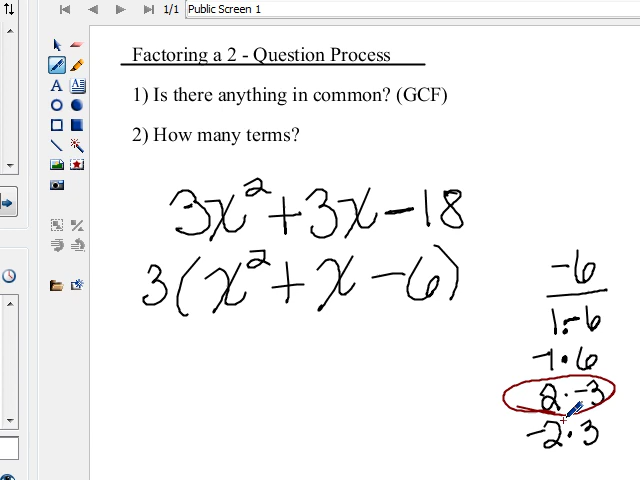 1/1 Public Screen 1
Factoring a 2 - Question Process
1) Is there anything in common? (GCF)
2) How many terms?
3x² + 3x - 18
3(x² + x - 6)
-6
1·-6
-1·6
2·-3
-2·3
A A